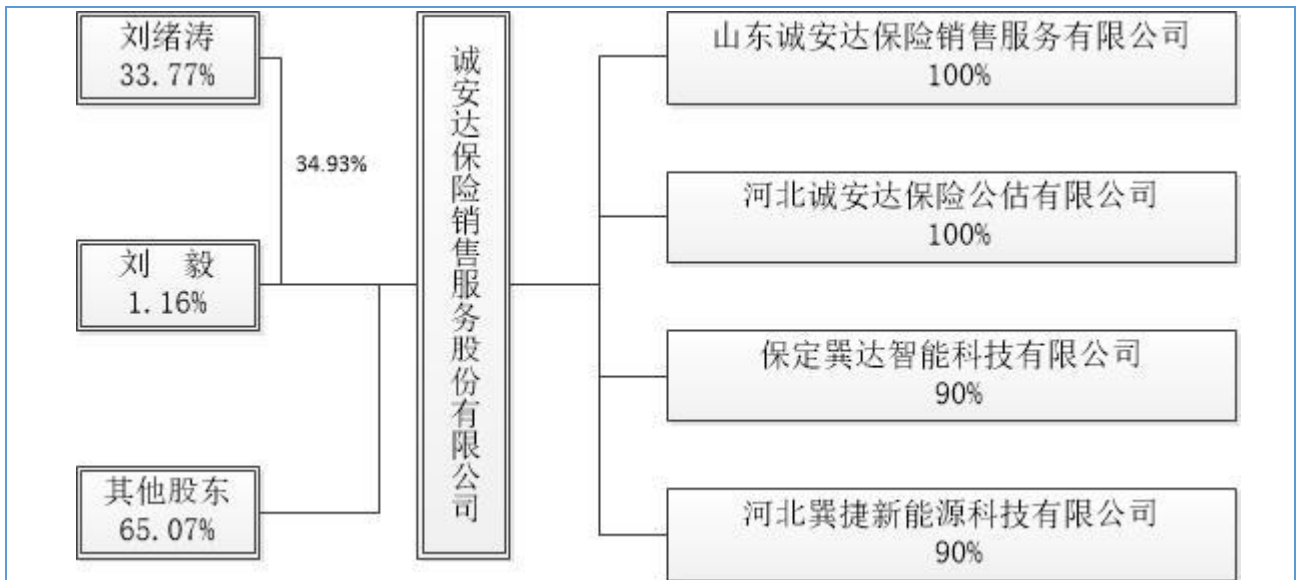 刘绪涛
33.77%
34.93%
刘　毅
1.16%
其他股东
65.07%
诚安达保险销售服务股份有限公司
山东诚安达保险销售服务有限公司
100%
河北诚安达保险公估有限公司
100%
保定巽达智能科技有限公司
90%
河北巽捷新能源科技有限公司
90%